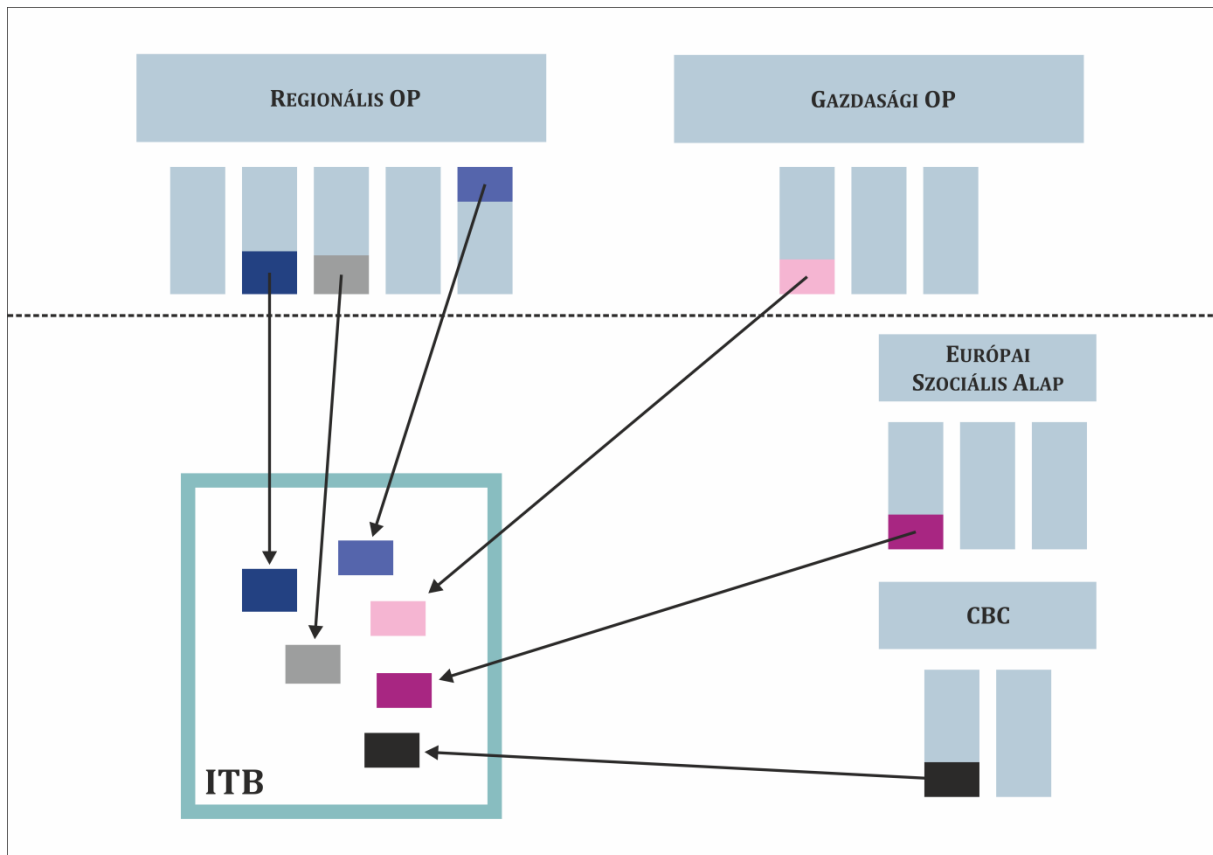 REGIONÁLIS OP
GAZDASÁGI OP
EURÓPAI
SZOCIÁLIS ALAP
CBC
ITB